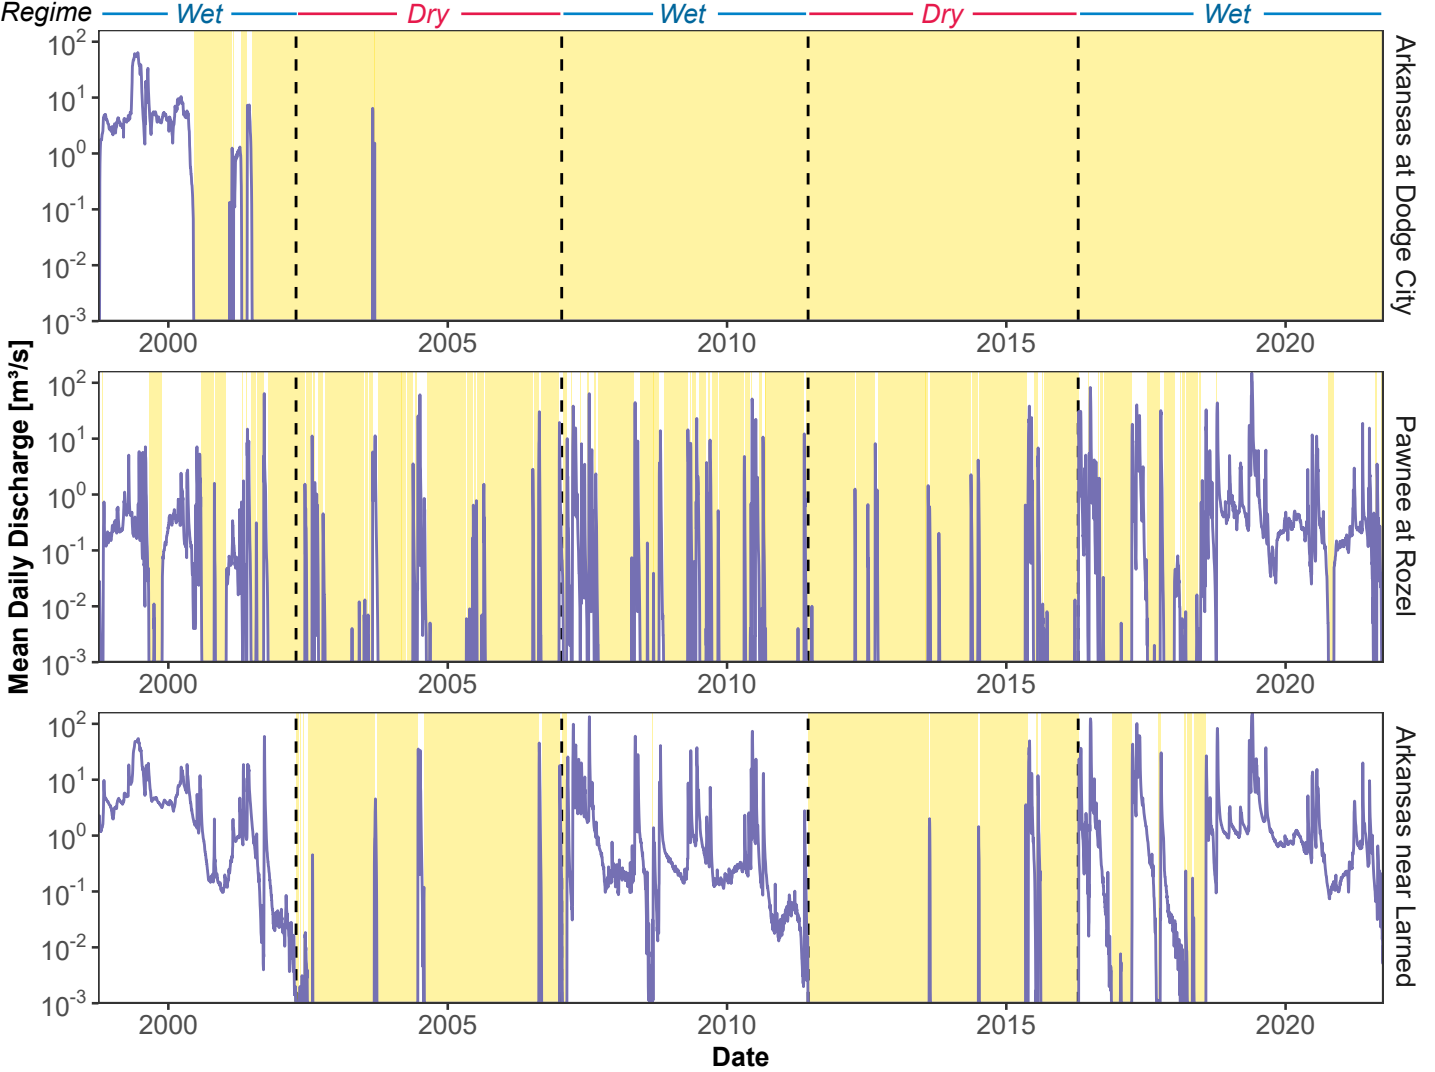 Regime Wet Dry Wet Dry Wet
10² 10¹ 10⁰ 10⁻¹ 10⁻² 10⁻³
Arkansas at Dodge City
2000 2005 2010 2015 2020
10² 10¹ 10⁰ 10⁻¹ 10⁻² 10⁻³
Pawnee at Rozel
2000 2005 2010 2015 2020
10² 10¹ 10⁰ 10⁻¹ 10⁻² 10⁻³
Arkansas near Larned
2000 2005 2010 2015 2020
Mean Daily Discharge [m³/s]
Date